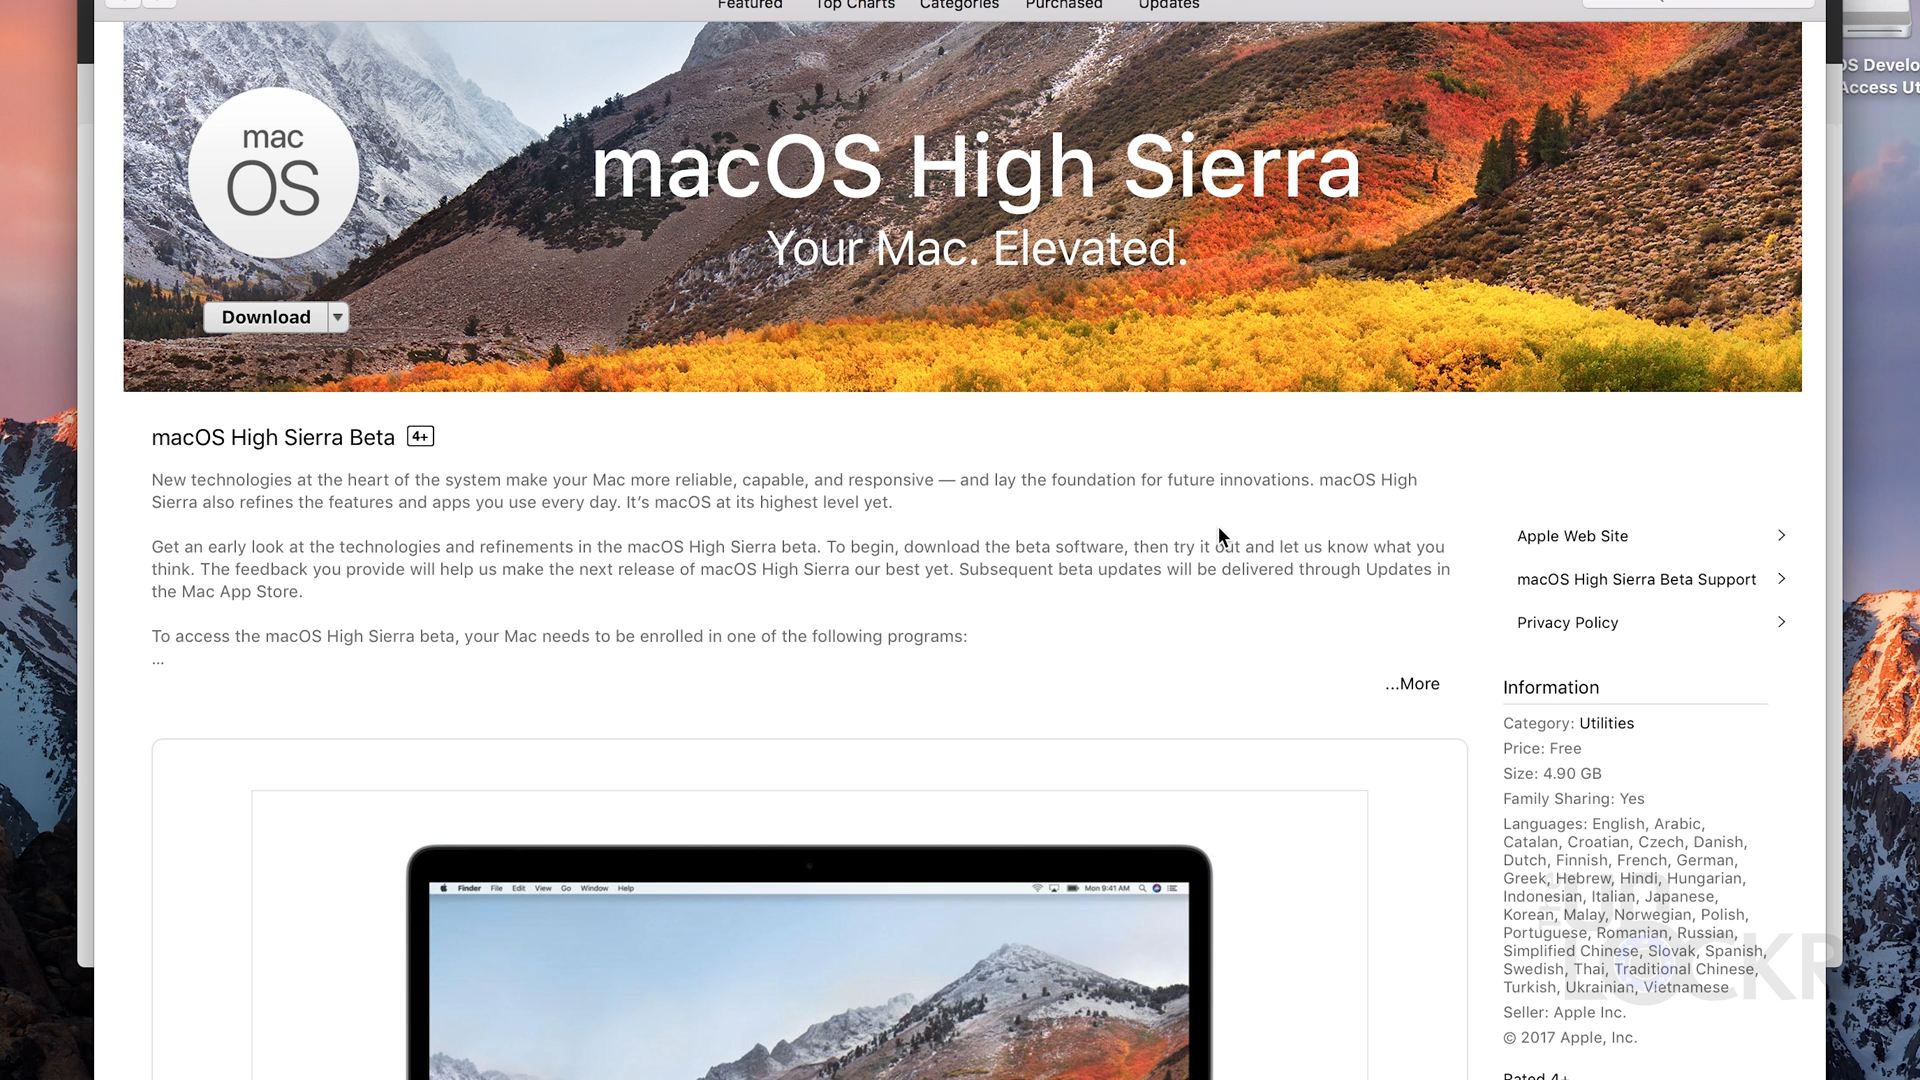 Featured Top Charts Categories Purchased Updates
OS Develo
Access Ut
mac
OS
macOS High Sierra
Your Mac. Elevated.
Download
macOS High Sierra Beta 4+
New technologies at the heart of the system make your Mac more reliable, capable, and responsive — and lay the foundation for future innovations. macOS High
Sierra also refines the features and apps you use every day. It’s macOS at its highest level yet.
Get an early look at the technologies and refinements in the macOS High Sierra beta. To begin, download the beta software, then try it out and let us know what you
think. The feedback you provide will help us make the next release of macOS High Sierra our best yet. Subsequent beta updates will be delivered through Updates in
the Mac App Store.
To access the macOS High Sierra beta, your Mac needs to be enrolled in one of the following programs:
...
...More
Apple Web Site
macOS High Sierra Beta Support
Privacy Policy
Information
Category: Utilities
Price: Free
Size: 4.90 GB
Family Sharing: Yes
Languages: English, Arabic,
Catalan, Croatian, Czech, Danish,
Dutch, Finnish, French, German,
Greek, Hebrew, Hindi, Hungarian,
Indonesian, Italian, Japanese,
Korean, Malay, Norwegian, Polish,
Portuguese, Romanian, Russian,
Simplified Chinese, Slovak, Spanish,
Swedish, Thai, Traditional Chinese,
Turkish, Ukrainian, Vietnamese
Seller: Apple Inc.
© 2017 Apple, Inc.
Rated 4+
Finder File Edit View Go Window Help
Mon 9:41 AM